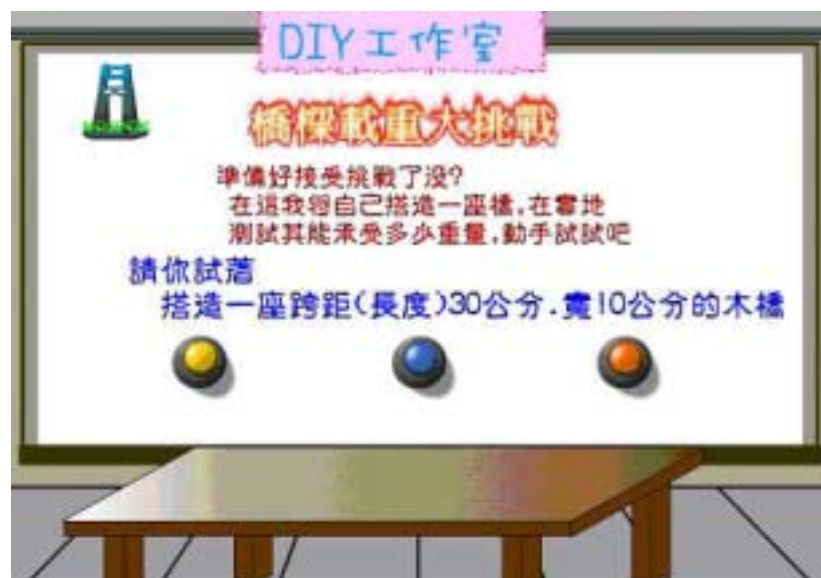 DIY工作室
橋樑載重大挑戰
準備好接受挑戰了没?
在這我們自己搭造一座橋,在實地
測試其能承受多少重量,動手試試吧
請你試著
搭造一座跨距(長度)30公分.寬10公分的木橋